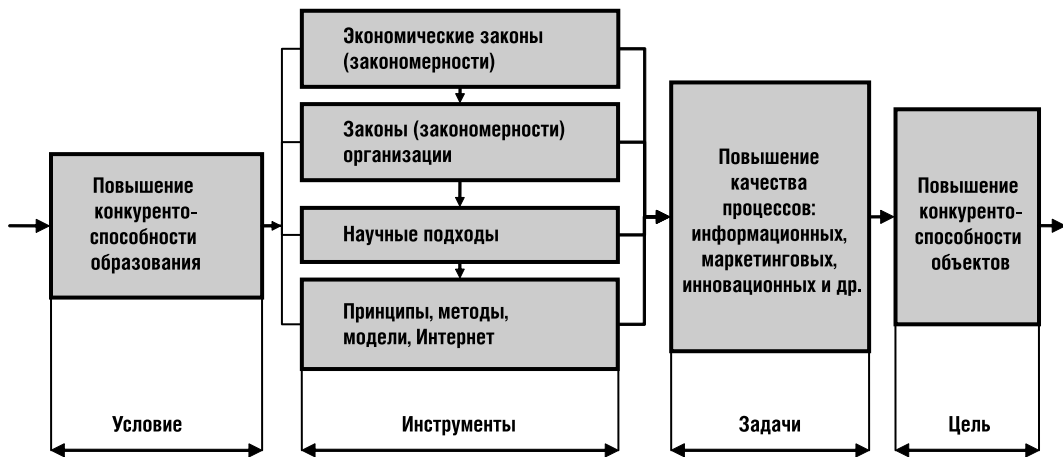 Экономические законы
(закономерности)
Законы (закономерности)
организации
Научные подходы
Принципы, методы,
модели, Интернет
Повышение
конкуренто-
способности
образования
Повышение
качества
процессов:
информационных,
маркетинговых,
инновационных и др.
Повышение
конкуренто-
способности
объектов
Условие
Инструменты
Задачи
Цель